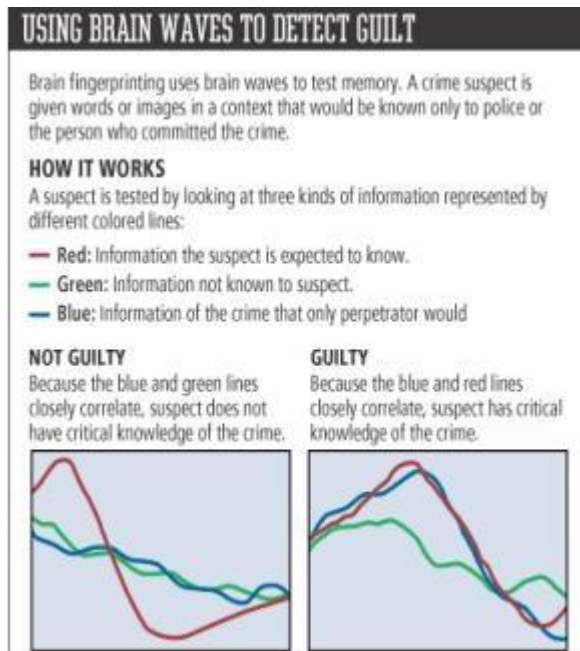 USING BRAIN WAVES TO DETECT GUILT
Brain fingerprinting uses brain waves to test memory. A crime suspect is
given words or images in a context that would be known only to police or
the person who committed the crime.
HOW IT WORKS
A suspect is tested by looking at three kinds of information represented by
different colored lines:
Red: Information the suspect is expected to know.
Green: Information not known to suspect.
Blue: Information of the crime that only perpetrator would
NOT GUILTY
Because the blue and green lines
closely correlate, suspect does not
have critical knowledge of the crime.
GUILTY
Because the blue and red lines
closely correlate, suspect has critical
knowledge of the crime.